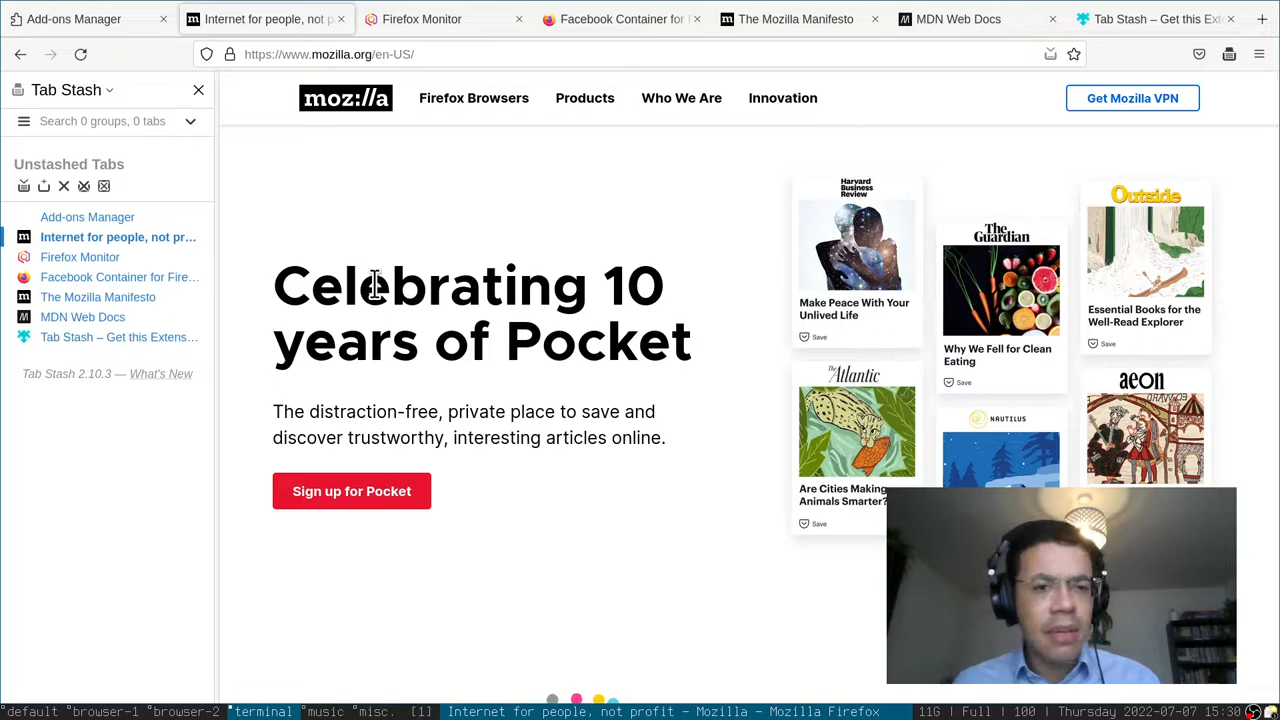 Add-ons Manager
Internet for people, not p
Firefox Monitor
Facebook Container for F
The Mozilla Manifesto
MDN Web Docs
Tab Stash – Get this Ext
https://www.mozilla.org/en-US/
Tab Stash
Search 0 groups, 0 tabs
Unstashed Tabs
Add-ons Manager
Internet for people, not pr...
Firefox Monitor
Facebook Container for Fire...
The Mozilla Manifesto
MDN Web Docs
Tab Stash – Get this Extens...
Tab Stash 2.10.3 — What's New
moz://a
Firefox Browsers
Products
Who We Are
Innovation
Get Mozilla VPN
Celebrating 10
years of Pocket
The distraction-free, private place to save and
discover trustworthy, interesting articles online.
Sign up for Pocket
Harvard
Business
Review
Make Peace With Your
Unlived Life
Save
The
Guardian
Why We Fell for Clean
Eating
Save
Outside
Essential Books for the
Well-Read Explorer
Save
The Atlantic
Are Cities Making
Animals Smarter?
Save
NAUTILUS
aeon
*default *browser-1 *browser-2 *terminal *music *misc. [1] Internet for people, not profit — Mozilla — Mozilla Firefox 11G | Full | 100 | Thursday 2022-07-07 15:30